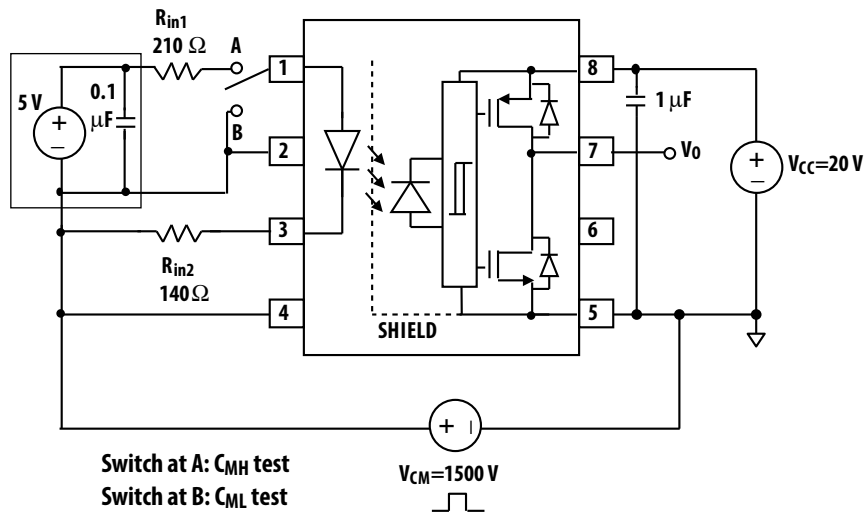 Rin1
210 Ω
A
5 V
0.1
µF
B
1
2
3
4
Rin2
140Ω
SHIELD
8
7
6
5
1 µF
VO
VCC=20 V
Switch at A: CMH test
Switch at B: CML test
VCM=1500 V